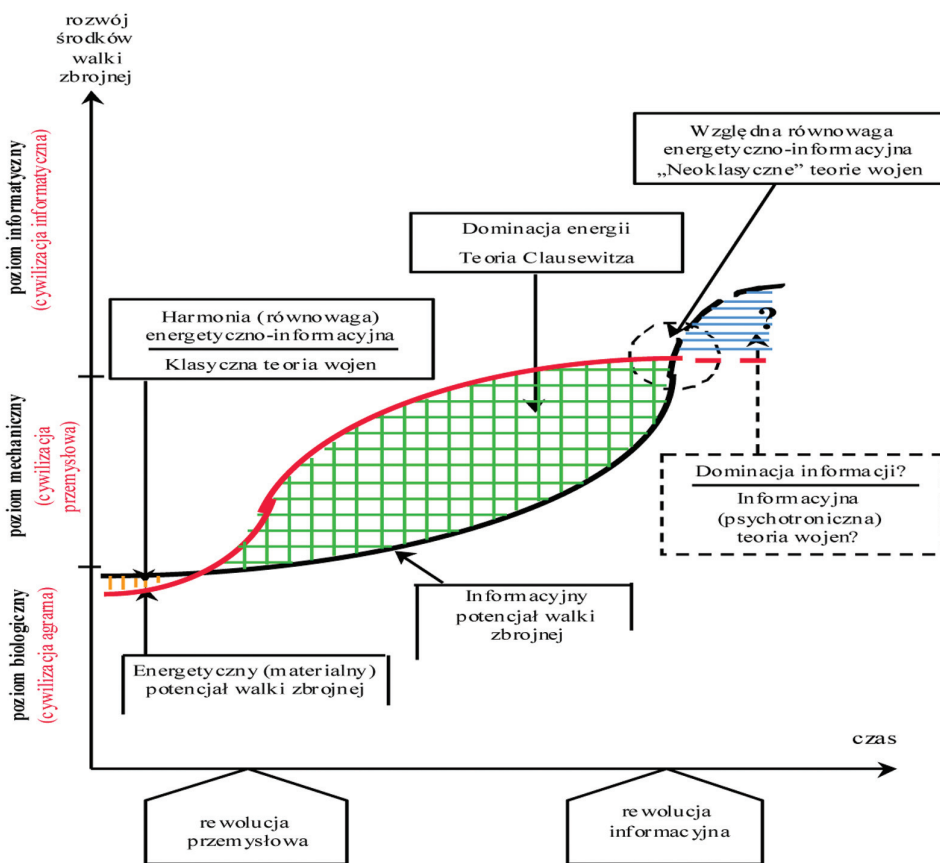 rozwój
środków
walki
zbrojnej
poziom informatyczny
(cywilizacja informatyczna)
poziom mechaniczny
(cywilizacja
przemysłowa)
poziom biologiczny
(cywilizacja agrarna)
Względna równowaga
energetyczno-informacyjna
„Neoklasyczne” teorie wojen
Dominacja energii
Teoria Clausewitza
Harmonia (równowaga)
energetyczno-informacyjna
Klasyczna teoria wojen
?
Dominacja informacji?
Informacyjna
(psychotroniczna)
teoria wojen?
Informacyjny
potencjał walki
zbrojnej
Energetyczny (materialny)
potencjał walki zbrojnej
czas
rewolucja
przemysłowa
rewolucja
informacyjna